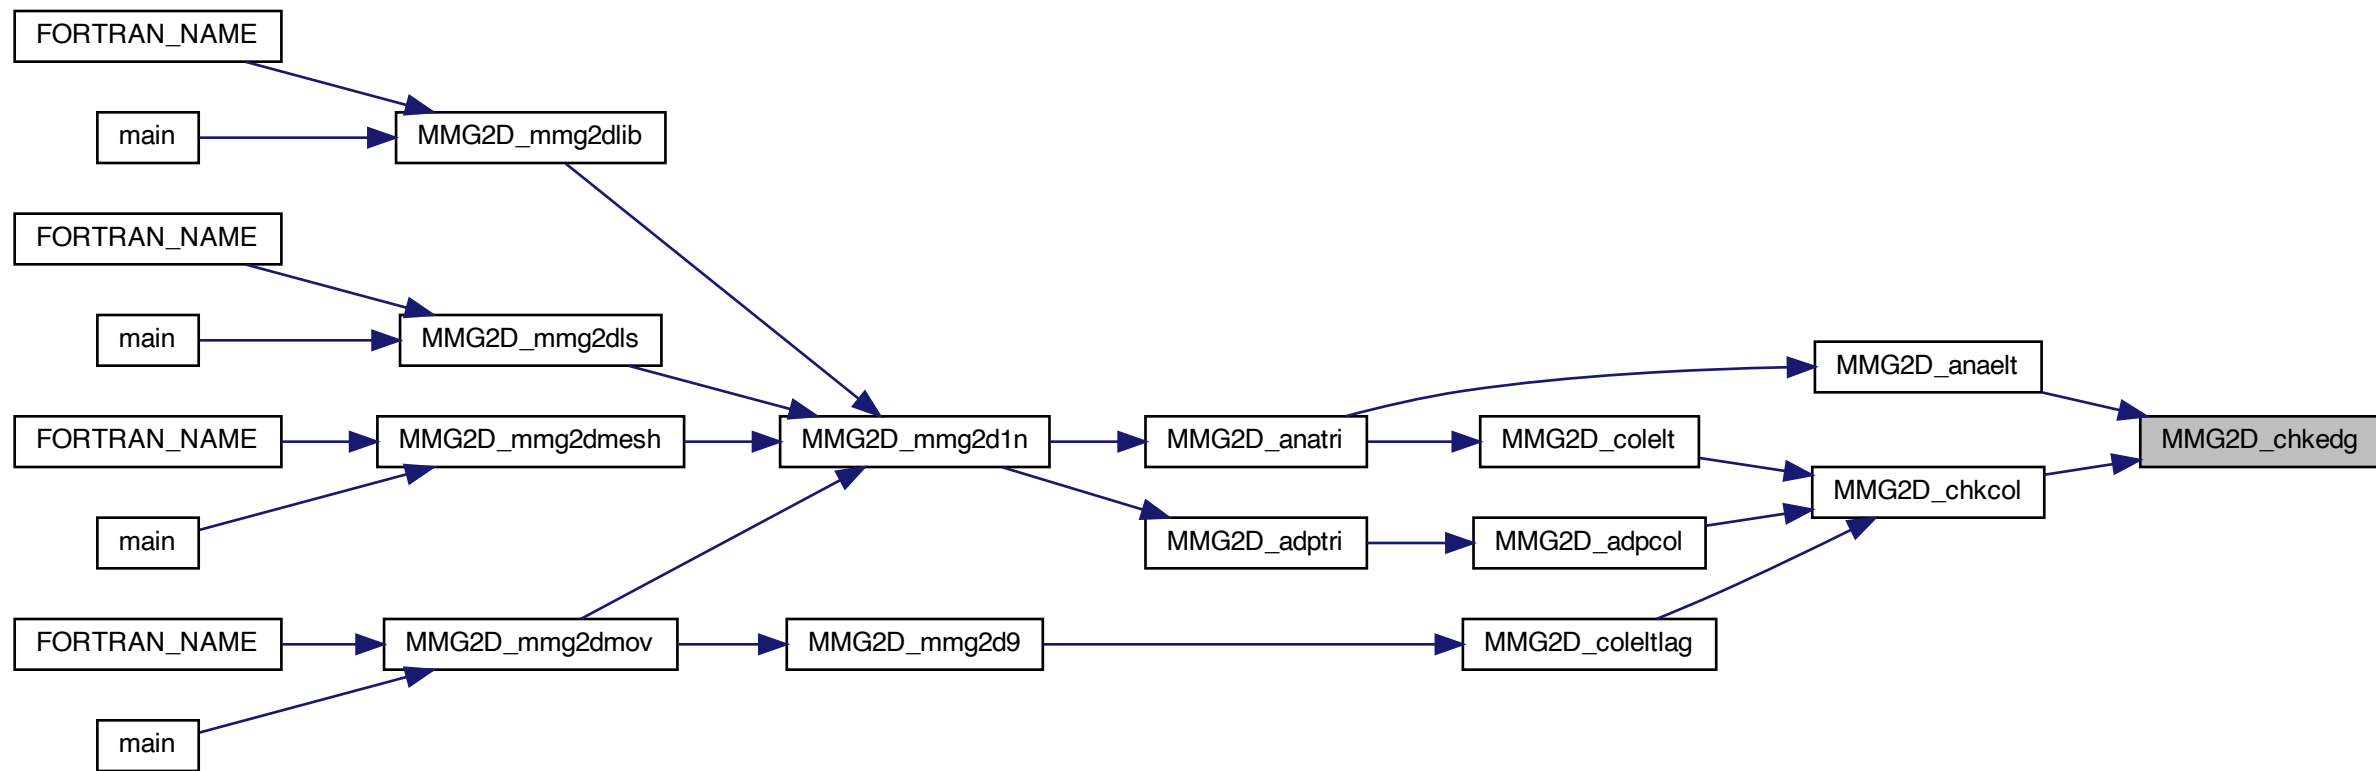 FORTRAN_NAME
main
MMG2D_mmg2dlib
FORTRAN_NAME
main
MMG2D_mmg2dls
MMG2D_anaelt
FORTRAN_NAME
MMG2D_mmg2dmesh
MMG2D_mmg2d1n
MMG2D_anatri
MMG2D_colelt
MMG2D_chkedg
MMG2D_chkcol
main
MMG2D_adptri
MMG2D_adpcol
FORTRAN_NAME
MMG2D_mmg2dmov
MMG2D_mmg2d9
MMG2D_coleltlag
main